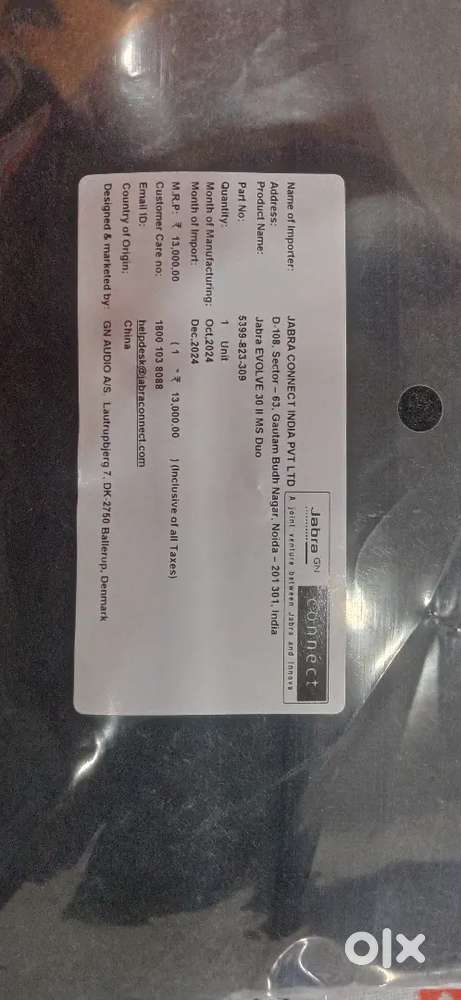 Jabra GN connéct
A joint venture between Jabra and Innova
Name of Importer: JABRA CONNECT INDIA PVT LTD
Address: D-108, Sector – 63, Gautam Budh Nagar, Noida – 201 301, India
Product Name: Jabra EVOLVE 30 II MS Duo
Part No: 5399-823-309
Quantity: 1 Unit
Month of Manufacturing: Oct.2024
Month of Import: Dec.2024
M.R.P: ₹ 13,000.00 ( 1 - ₹ 13,000.00 ) (Inclusive of all Taxes)
Customer Care no: 1800 103 8088
Email ID: helpdesk@jabraconnect.com
Country of Origin: China
Designed & marketed by: GN AUDIO A/S, Lautrupbjerg 7, DK-2750 Ballerup, Denmark
olx